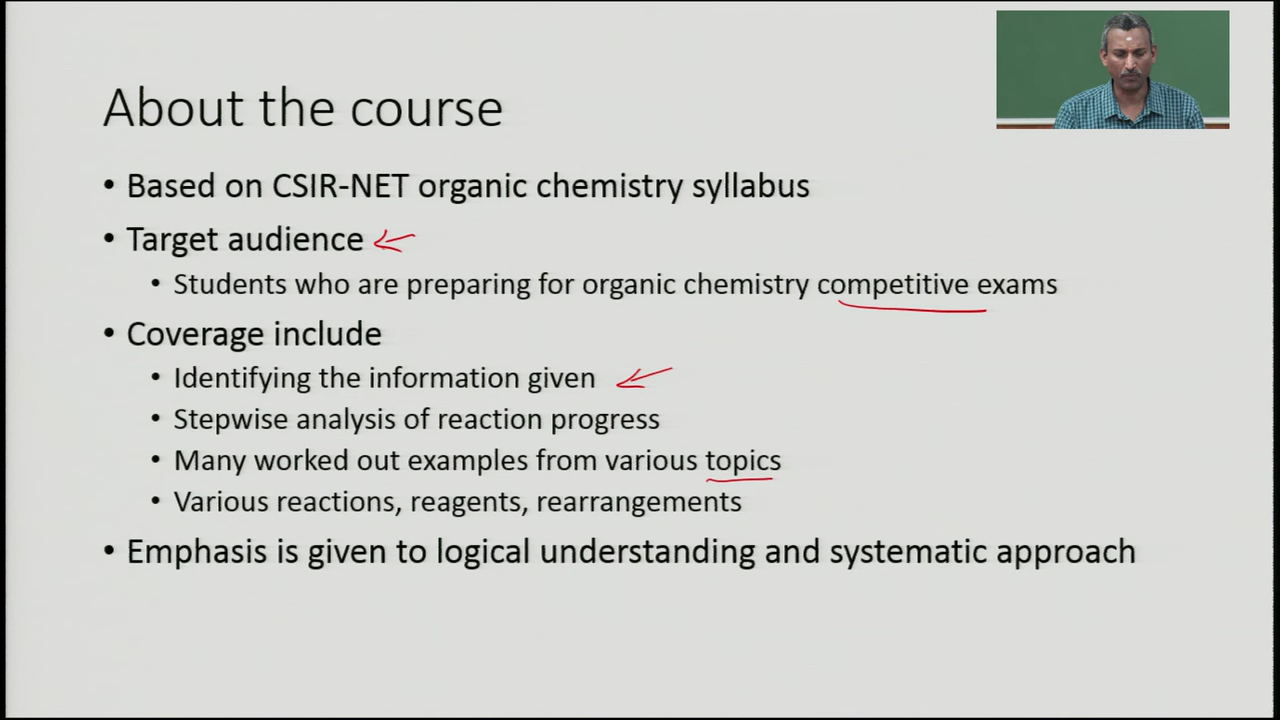 About the course
• Based on CSIR-NET organic chemistry syllabus
• Target audience
• Students who are preparing for organic chemistry competitive exams
• Coverage include
• Identifying the information given
• Stepwise analysis of reaction progress
• Many worked out examples from various topics
• Various reactions, reagents, rearrangements
• Emphasis is given to logical understanding and systematic approach